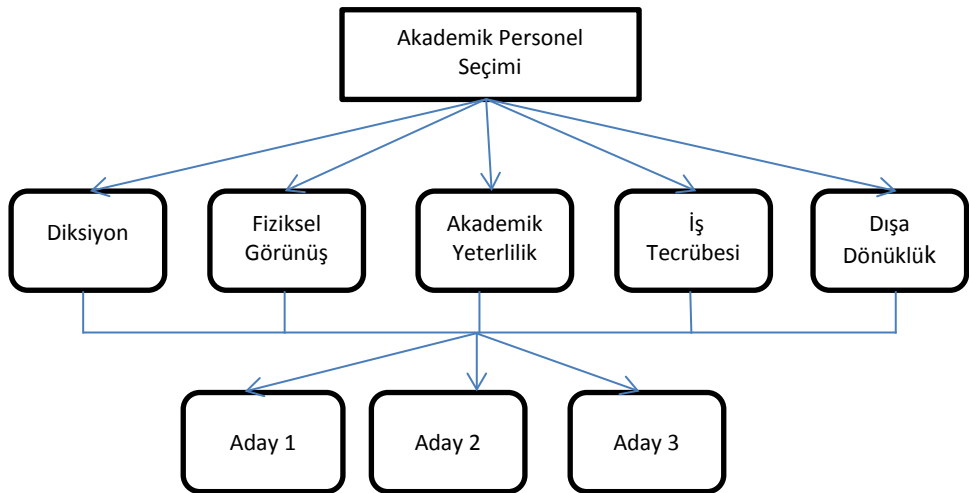 Akademik Personel
Seçimi
Diksiyon
Fiziksel
Görünüş
Akademik
Yeterlilik
İş
Tecrübesi
Dışa
Dönüklük
Aday 1
Aday 2
Aday 3